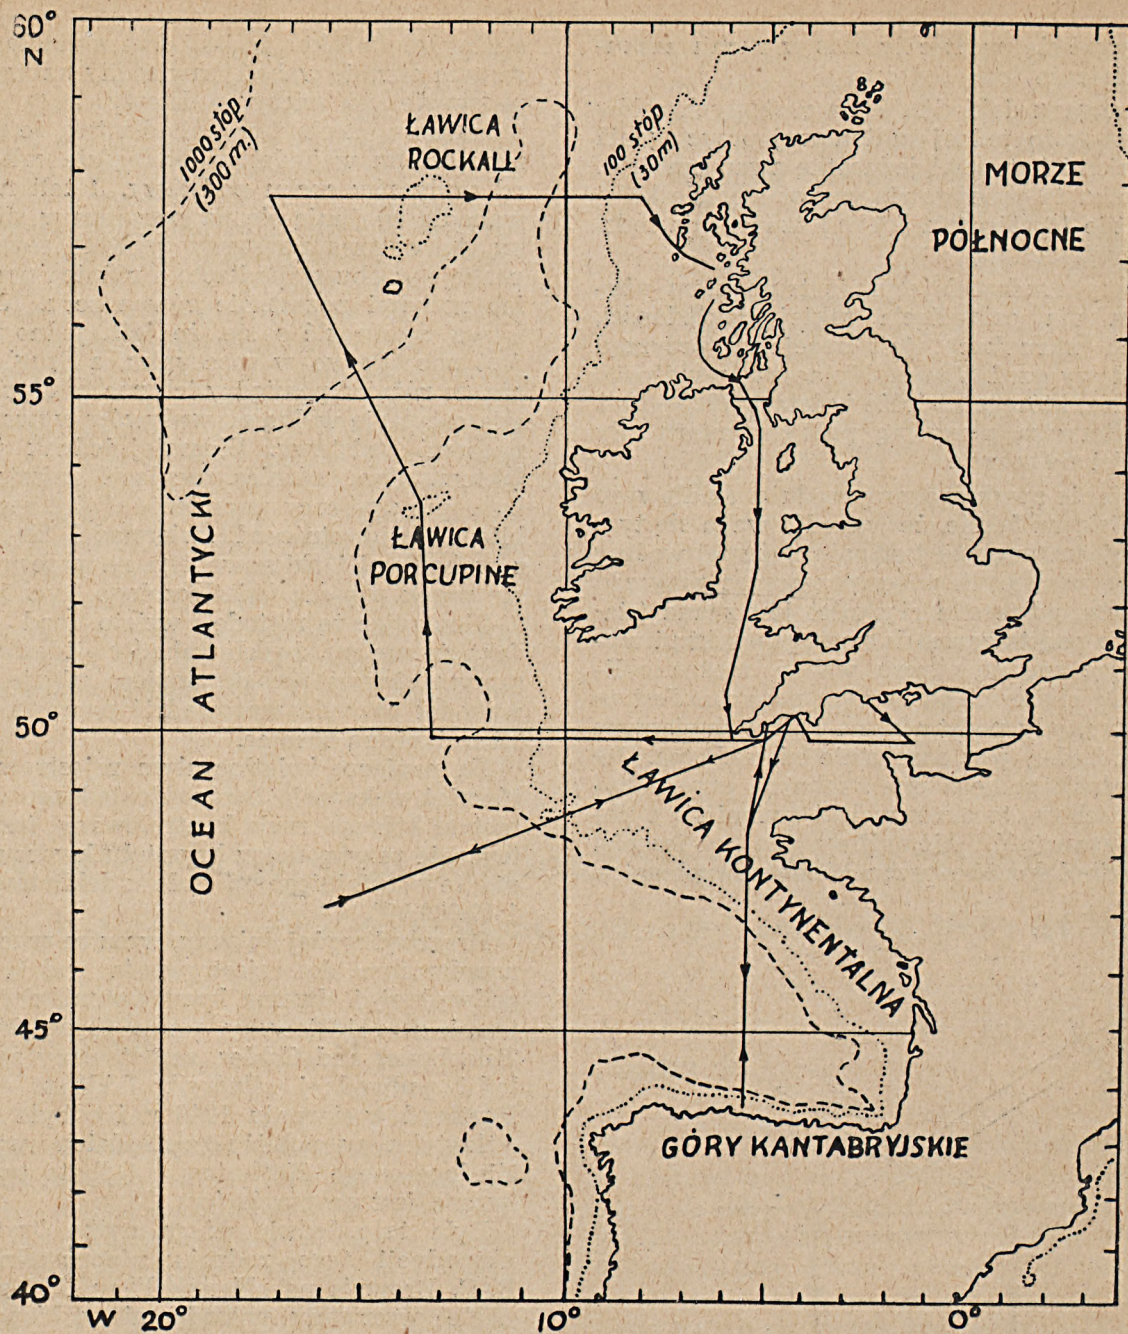 60°
N
1000 stóp
(300 m.)
ŁAWICA
ROCKALL
100 stóp
(30m)
MORZE
PÓŁNOCNE
55°
OCEAN ATLANTYCKI
ŁAWICA
PORCUPINE
50°
ŁAWICA KONTYNENTALNA
45°
GÓRY KANTABRYJSKIE
40°
W 20° 10° 0°